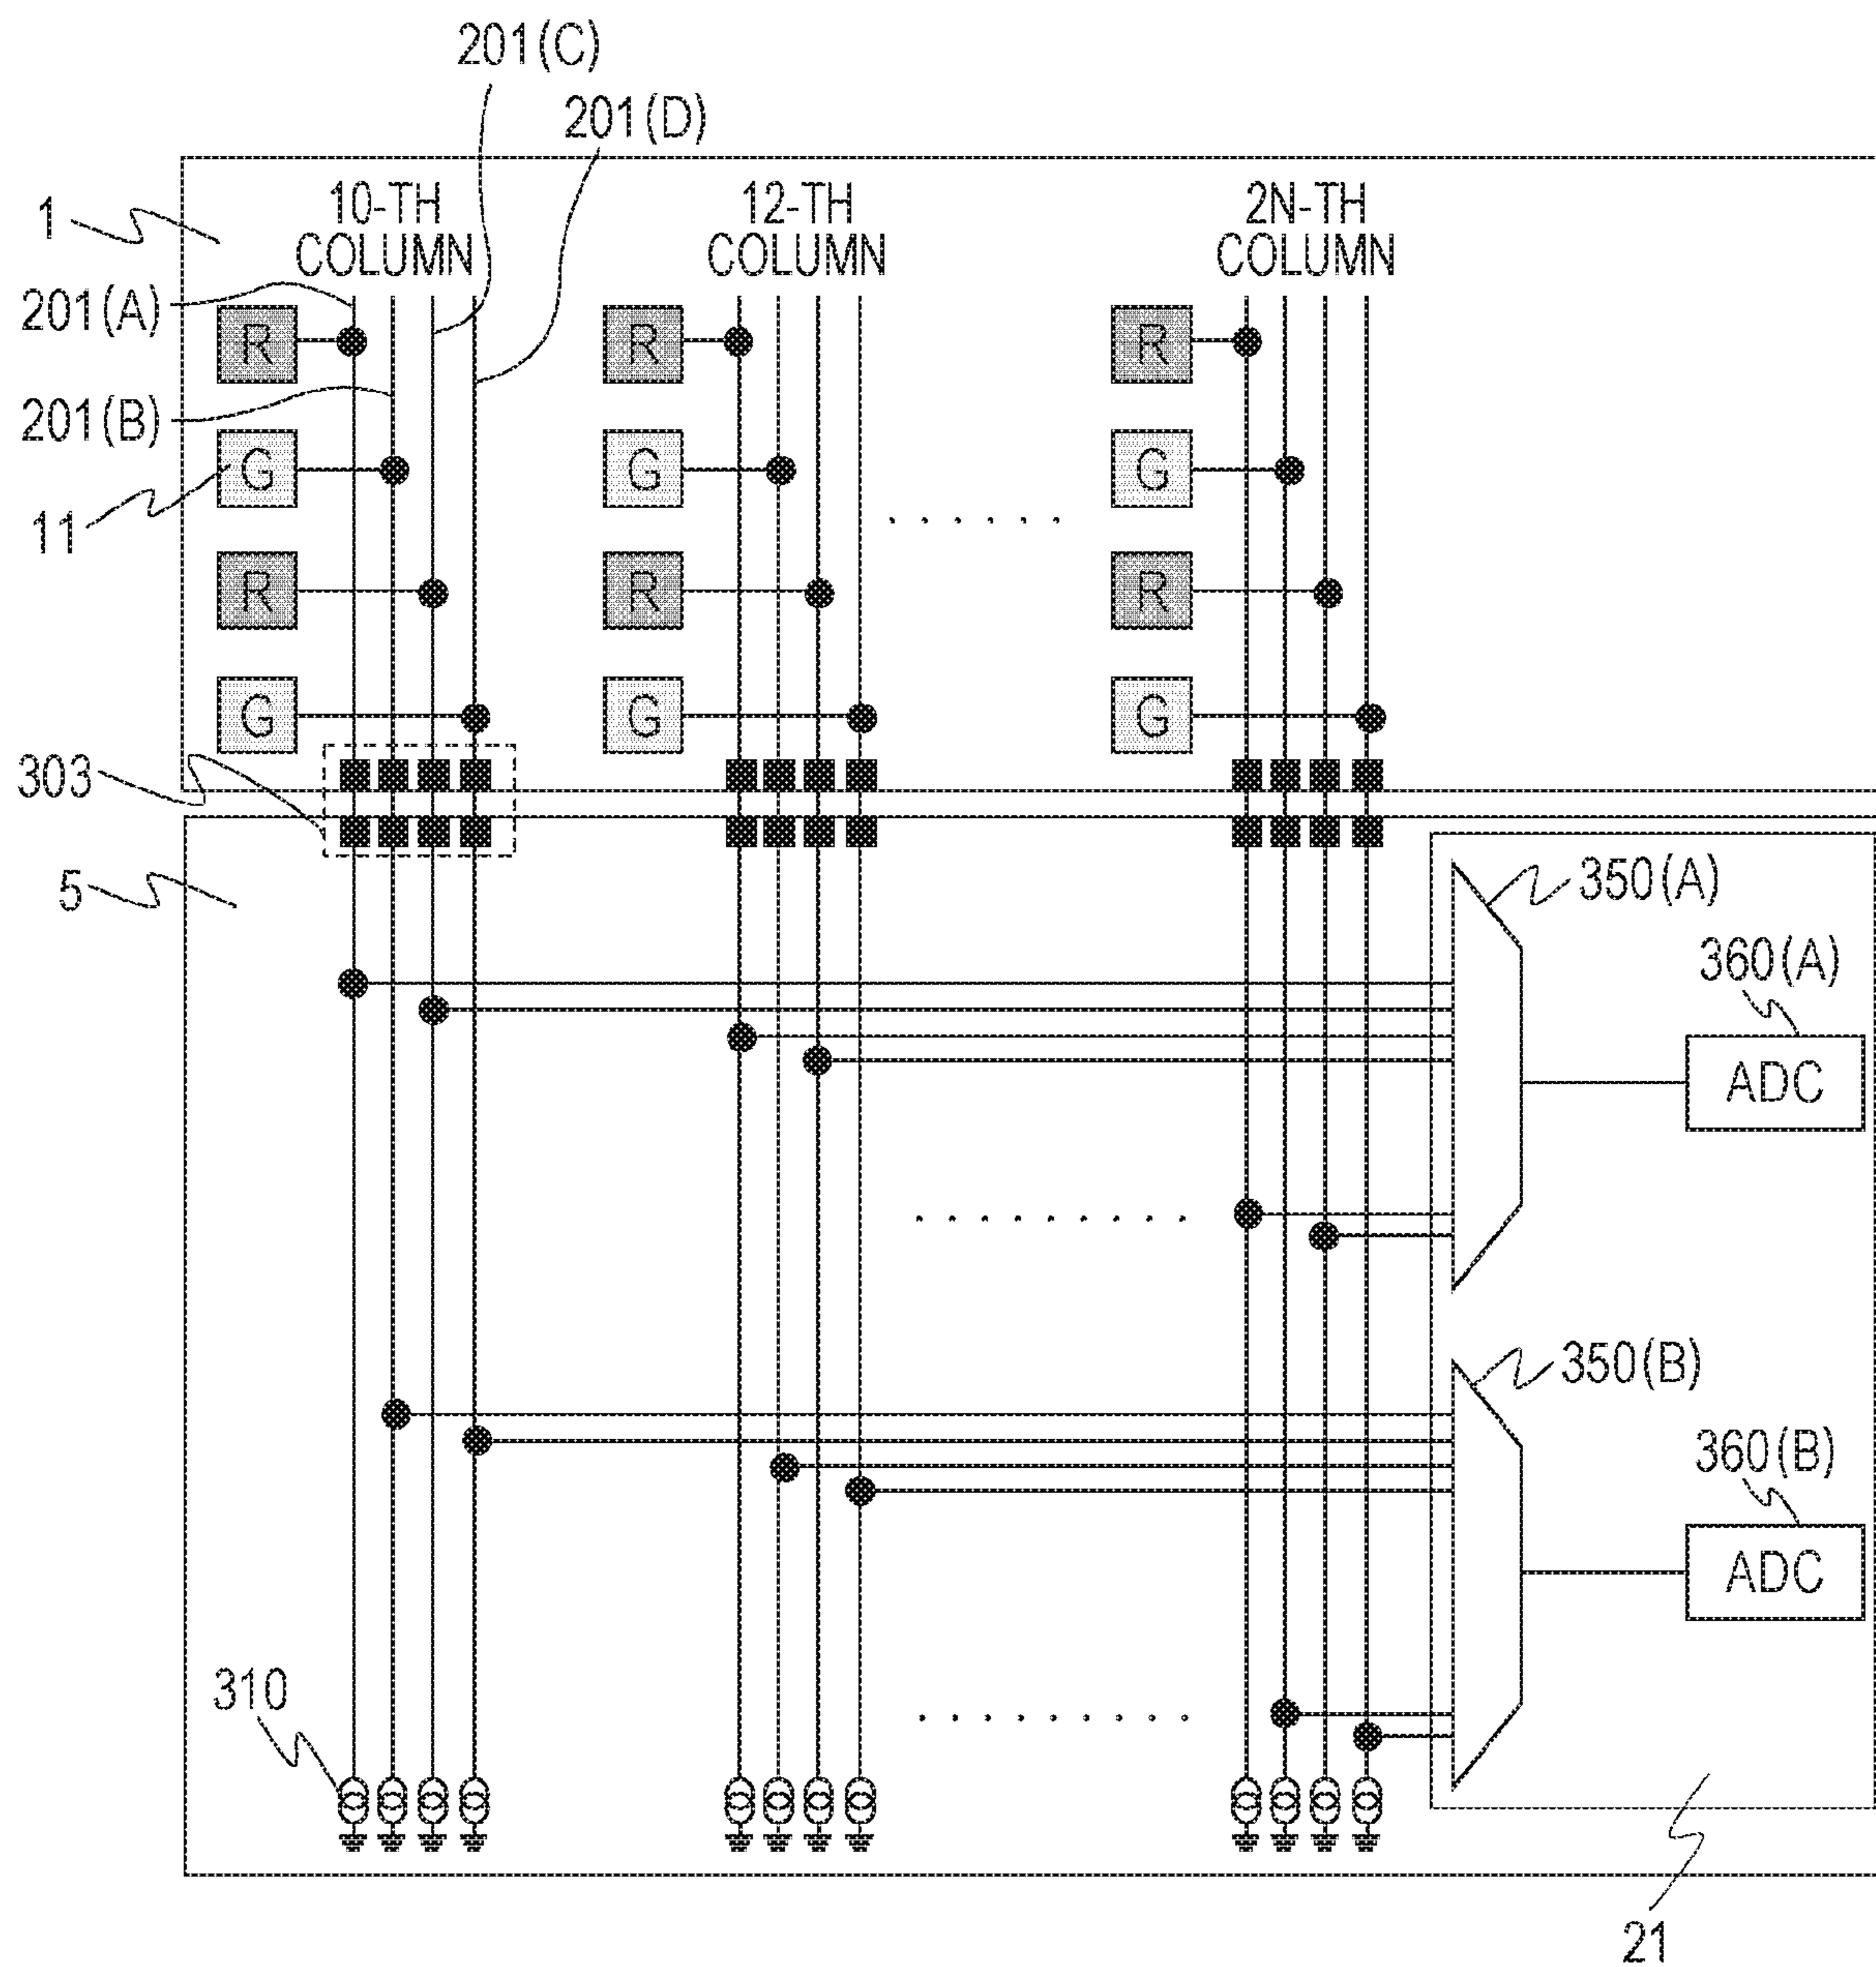 201(C)
201(D)
1
10-TH
COLUMN
12-TH
COLUMN
2N-TH
COLUMN
201(A)
R
R
R
201(B)
G
G
G
11
. . . . . .
R
R
R
G
G
G
303
5
350(A)
360(A)
ADC
. . . . . . . . .
350(B)
360(B)
ADC
310
. . . . . . . . .
21